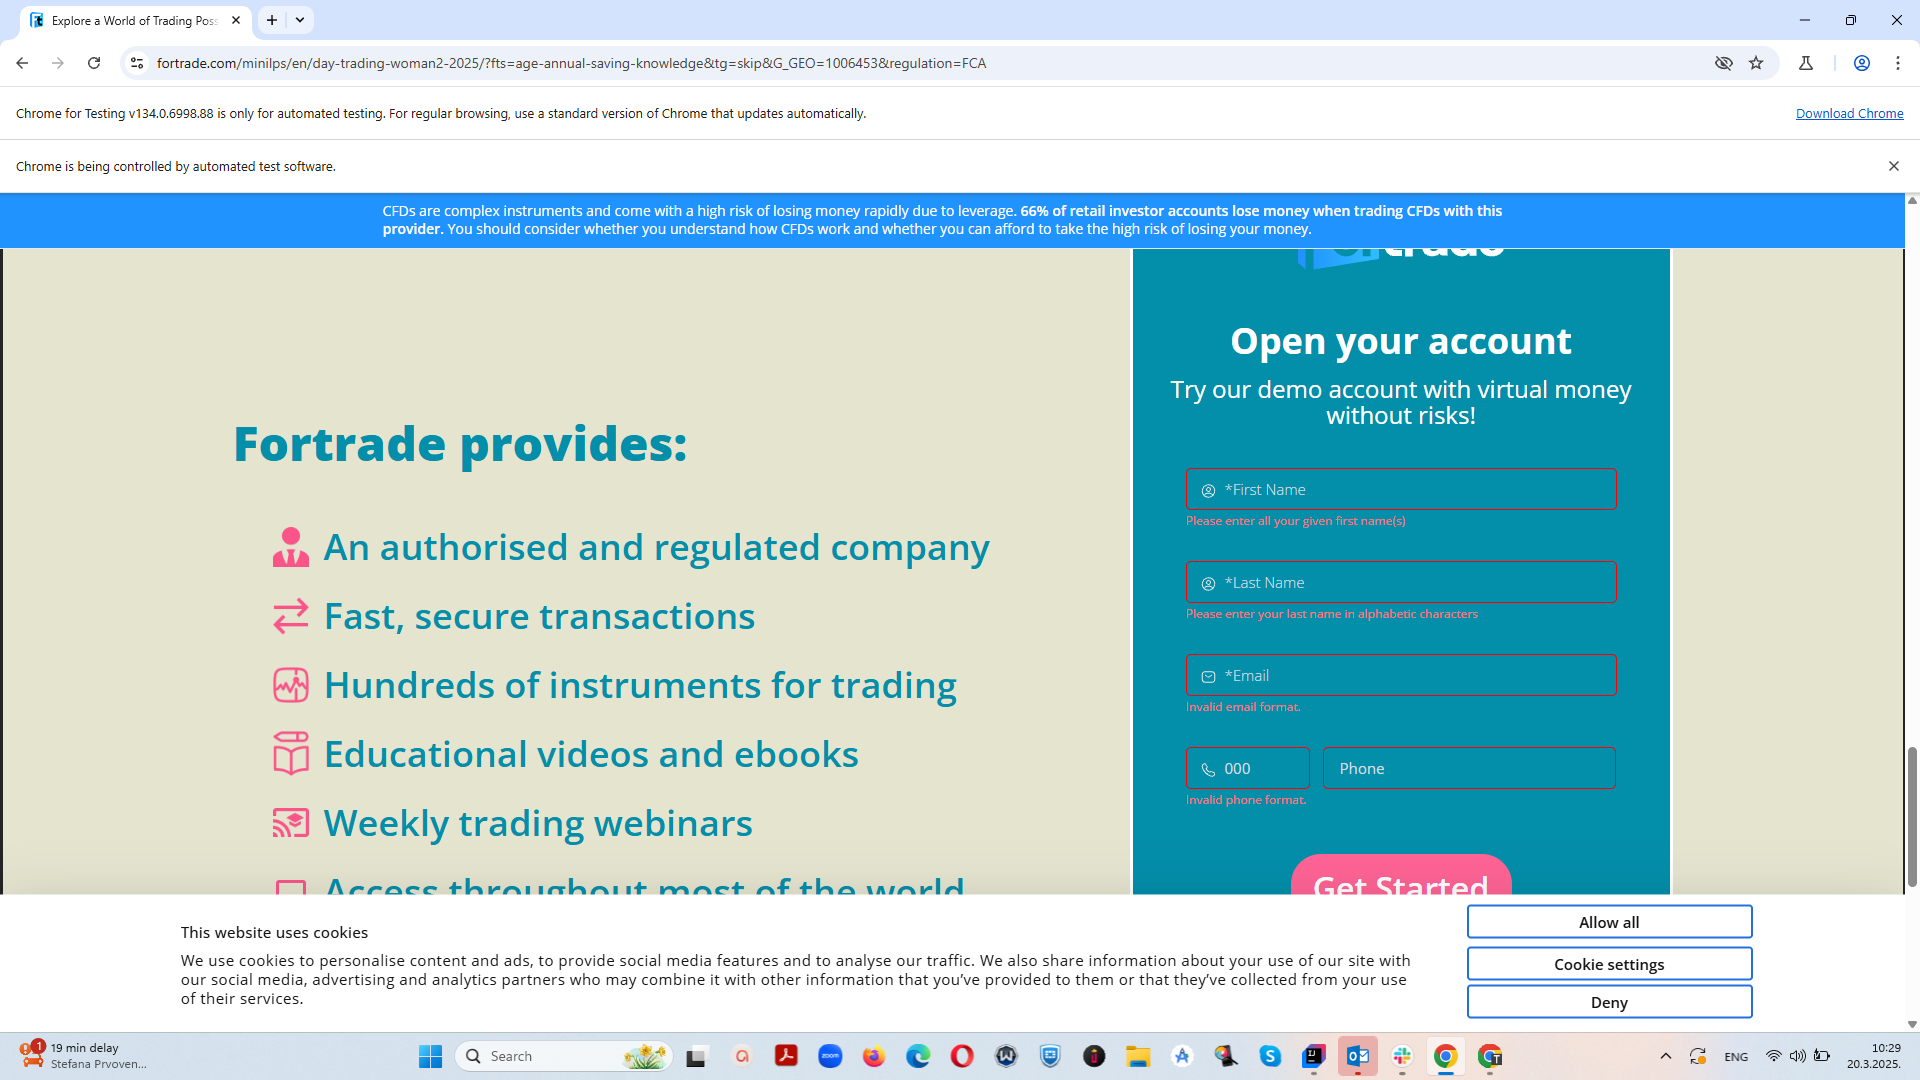 Explore a World of Trading Poss
fortrade.com/minilps/en/day-trading-woman2-2025/?fts=age-annual-saving-knowledge&tg=skip&G_GEO=1006453&regulation=FCA
Chrome for Testing v134.0.6998.88 is only for automated testing. For regular browsing, use a standard version of Chrome that updates automatically.
Download Chrome
Chrome is being controlled by automated test software.
CFDs are complex instruments and come with a high risk of losing money rapidly due to leverage. 66% of retail investor accounts lose money when trading CFDs with this
provider. You should consider whether you understand how CFDs work and whether you can afford to take the high risk of losing your money.
Fortrade provides:
An authorised and regulated company
Fast, secure transactions
Hundreds of instruments for trading
Educational videos and ebooks
Weekly trading webinars
Access throughout most of the world
Open your account
Try our demo account with virtual money
without risks!
*First Name
Please enter all your given first name(s)
*Last Name
Please enter your last name in alphabetic characters
*Email
Invalid email format.
000
Phone
Invalid phone format.
Get Started
This website uses cookies
We use cookies to personalise content and ads, to provide social media features and to analyse our traffic. We also share information about your use of our site with
our social media, advertising and analytics partners who may combine it with other information that you've provided to them or that they've collected from your use
of their services.
Allow all
Cookie settings
Deny
1
19 min delay
Stefana Prvoven...
Search
zoom
ENG
10:29
20.3.2025.